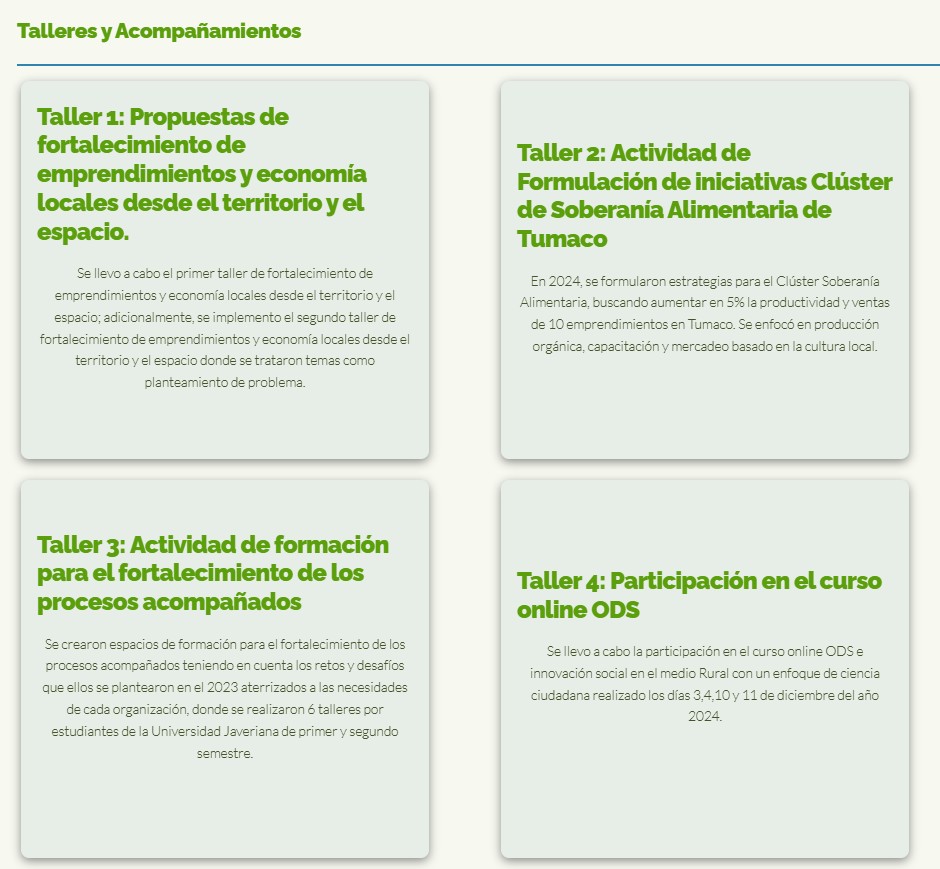 Talleres y Acompañamientos
Taller 1: Propuestas de
fortalecimiento de
emprendimientos y economía
locales desde el territorio y el
espacio.
Se llevo a cabo el primer taller de fortalecimiento de
emprendimientos y economía locales desde el territorio y el
espacio; adicionalmente, se implemento el segundo taller de
fortalecimiento de emprendimientos y economía locales desde el
territorio y el espacio donde se trataron temas como
planteamiento de problema.
Taller 2: Actividad de
Formulación de iniciativas Clúster
de Soberanía Alimentaria de
Tumaco
En 2024, se formularon estrategias para el Clúster Soberanía
Alimentaria, buscando aumentar en 5% la productividad y ventas
de 10 emprendimientos en Tumaco. Se enfocó en producción
orgánica, capacitación y mercadeo basado en la cultura local.
Taller 3: Actividad de formación
para el fortalecimiento de los
procesos acompañados
Se crearon espacios de formación para el fortalecimiento de los
procesos acompañados teniendo en cuenta los retos y desafíos
que ellos se plantearon en el 2023 aterrizados a las necesidades
de cada organización, donde se realizaron 6 talleres por
estudiantes de la Universidad Javeriana de primer y segundo
semestre.
Taller 4: Participación en el curso
online ODS
Se llevo a cabo la participación en el curso online ODS e
innovación social en el medio Rural con un enfoque de ciencia
ciudadana realizado los días 3,4,10 y 11 de diciembre del año
2024.